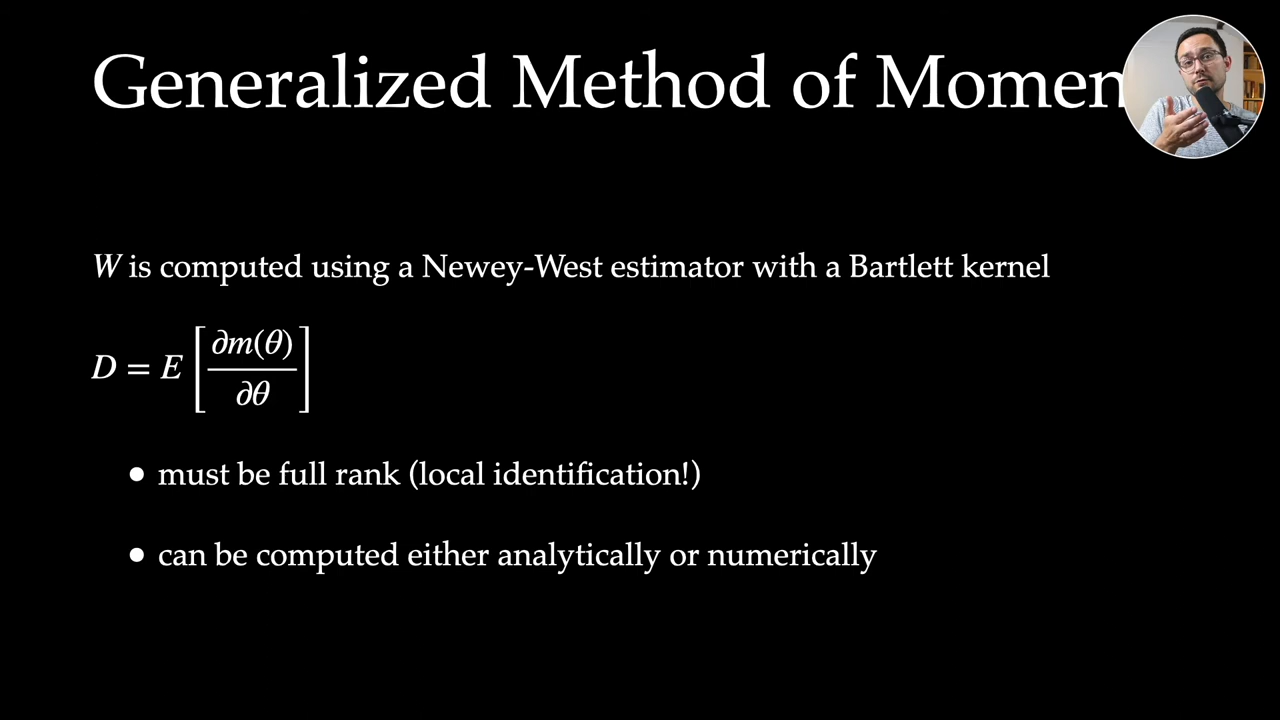 Generalized Method of Momen
W is computed using a Newey-West estimator with a Bartlett kernel
D = E [ ∂m(θ) / ∂θ ]
• must be full rank (local identification!)
• can be computed either analytically or numerically